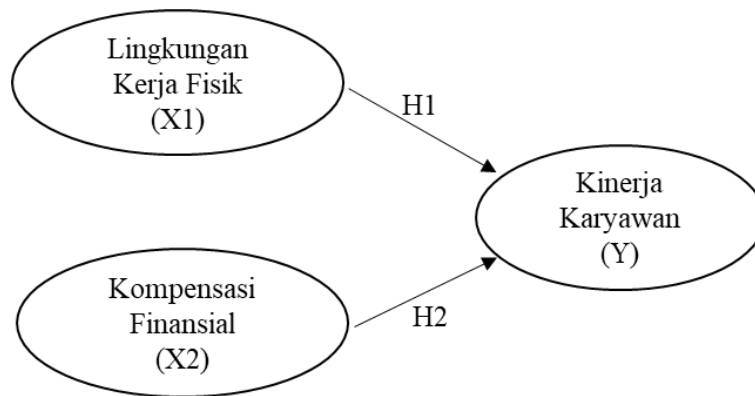 Lingkungan
Kerja Fisik
(X1)
H1
Kinerja
Karyawan
(Y)
Kompensasi
Finansial
(X2)
H2